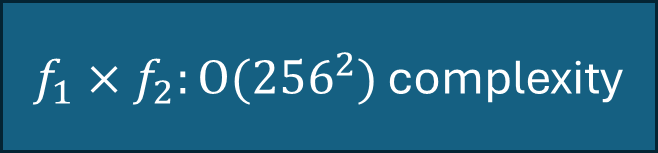 f₁ × f₂: O(256²) complexity